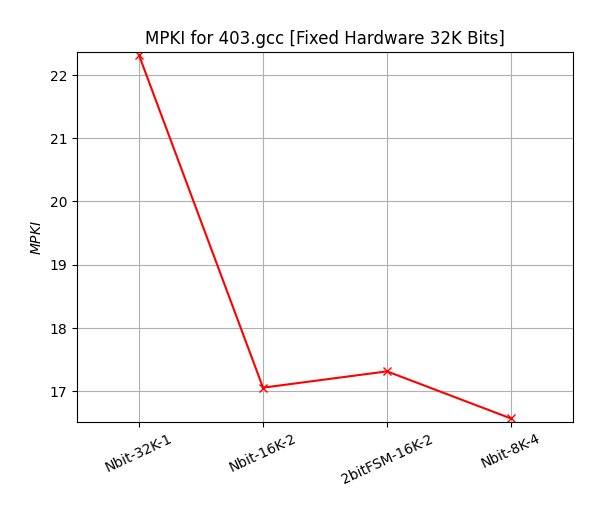 MPKI for 403.gcc [Fixed Hardware 32K Bits]
22
21
20
19
18
17
MPKI
Nbit-32K-1
Nbit-16K-2
2bitFSM-16K-2
Nbit-8K-4